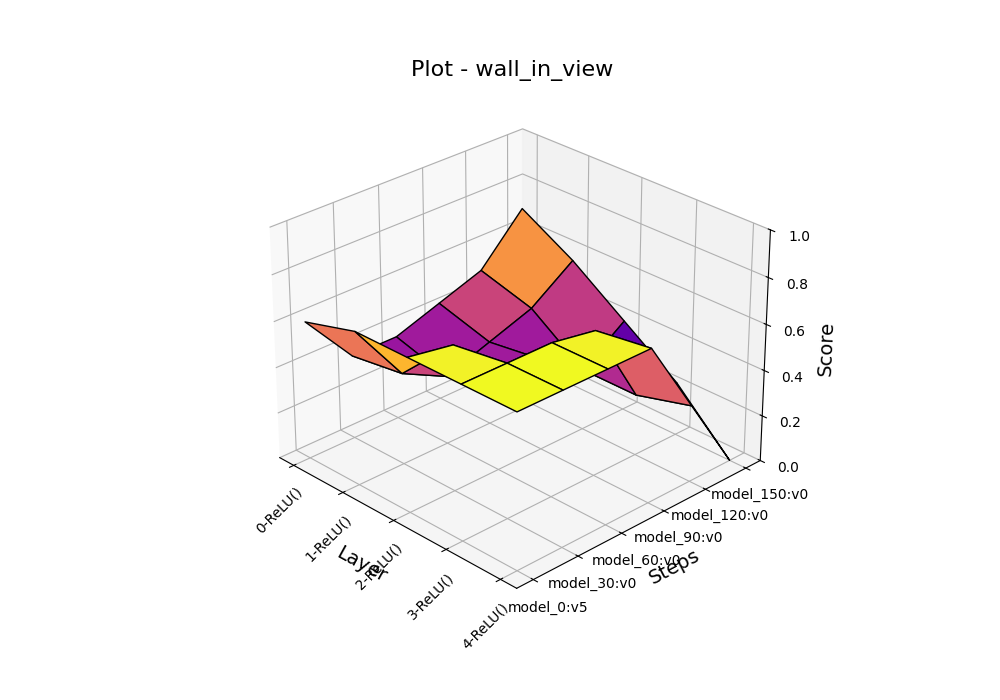 Plot - wall_in_view
1.0
0.8
0.6
0.4
0.2
0.0
Score
model_150:v0
model_120:v0
model_90:v0
model_60:v0
model_30:v0
model_0:v5
Steps
0-ReLU()
1-ReLU()
2-ReLU()
3-ReLU()
4-ReLU()
Layer